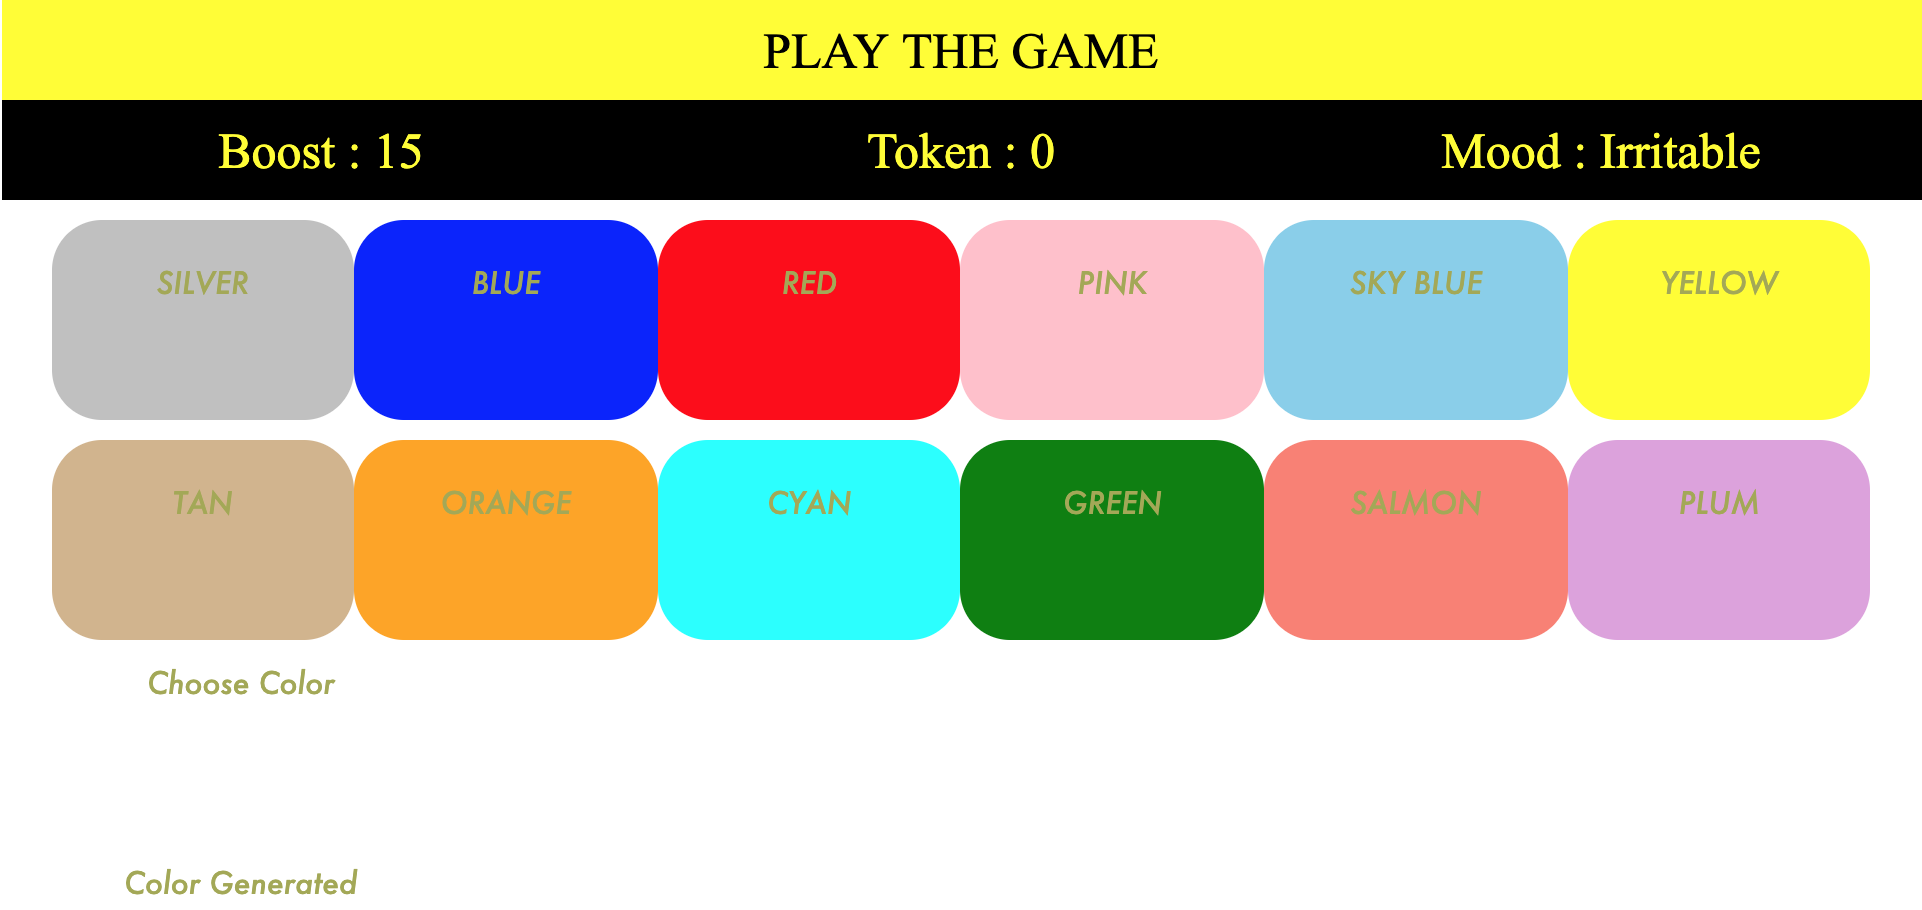 PLAY THE GAME
Boost : 15 Token : 0 Mood : Irritable
SILVER BLUE RED PINK SKY BLUE YELLOW
TAN ORANGE CYAN GREEN SALMON PLUM
Choose Color
Color Generated